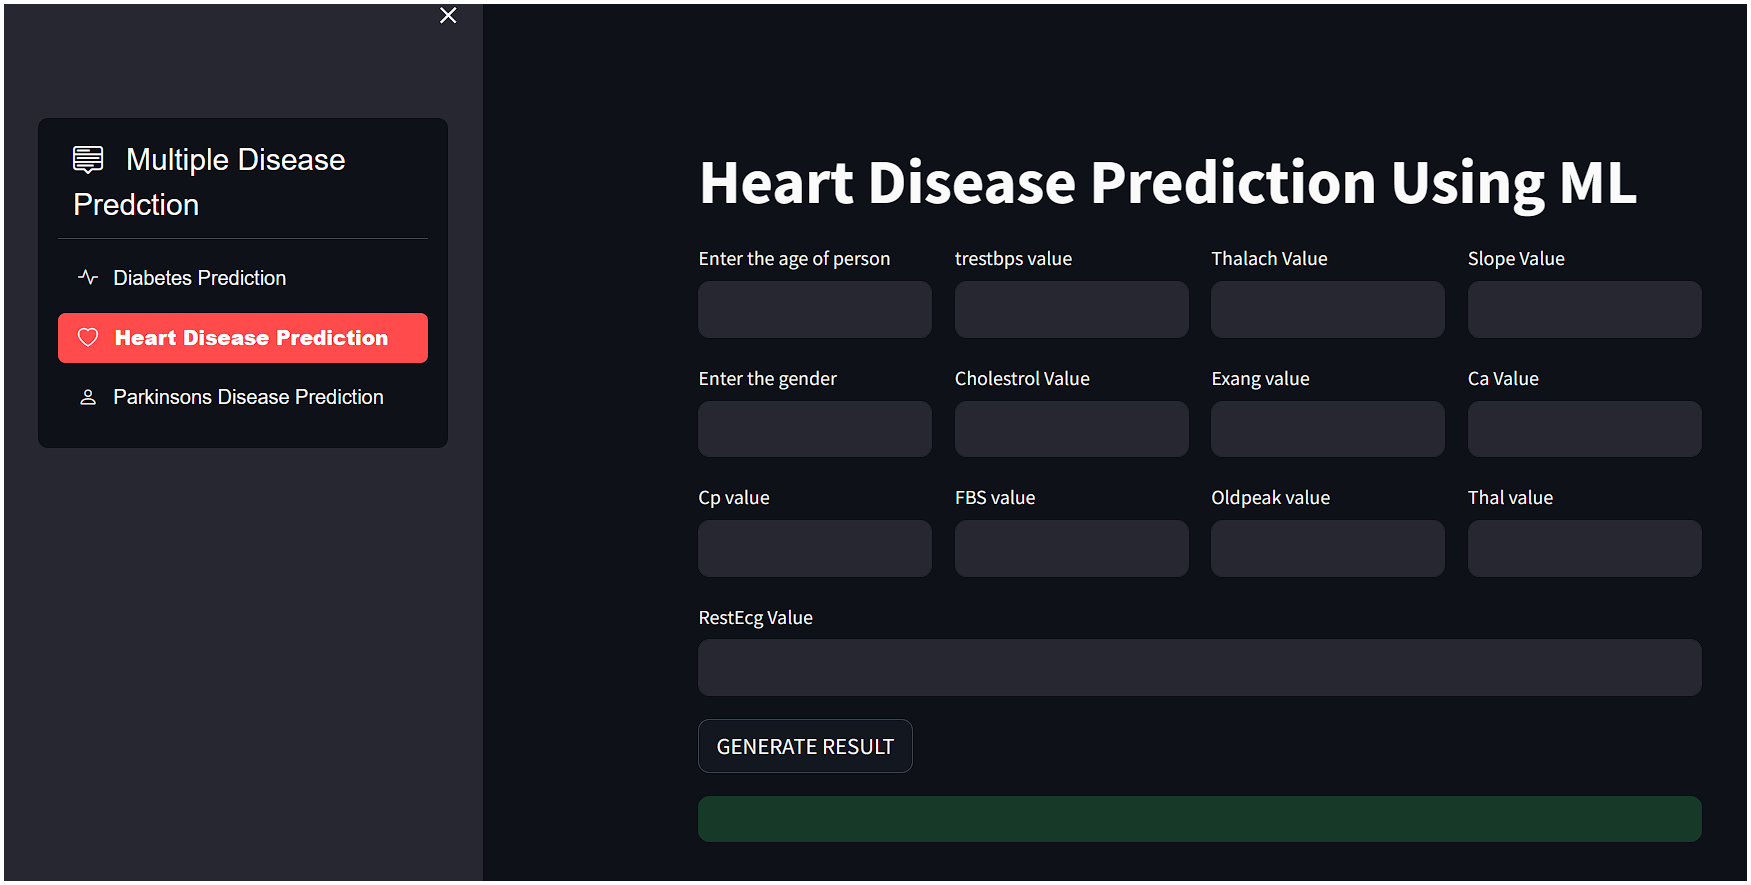 Multiple Disease
Predction
Diabetes Prediction
Heart Disease Prediction
Parkinsons Disease Prediction
Heart Disease Prediction Using ML
Enter the age of person
trestbps value
Thalach Value
Slope Value
Enter the gender
Cholestrol Value
Exang value
Ca Value
Cp value
FBS value
Oldpeak value
Thal value
RestEcg Value
GENERATE RESULT